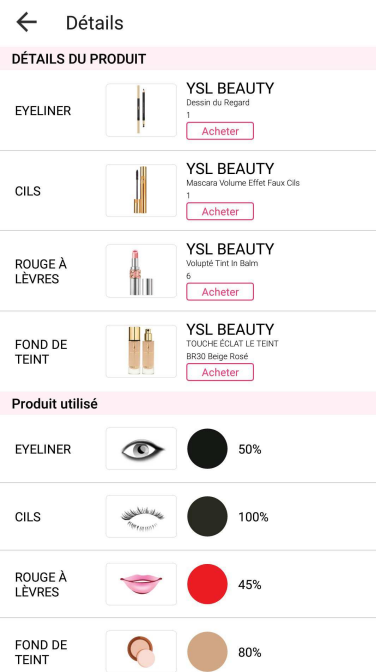 Détails
DÉTAILS DU PRODUIT
EYELINER
YSL BEAUTY
Dessin du Regard
1
Acheter
CILS
YSL BEAUTY
Mascara Volume Effet Faux Cils
1
Acheter
ROUGE À
LÈVRES
YSL BEAUTY
Volupté Tint In Balm
6
Acheter
FOND DE
TEINT
YSL BEAUTY
TOUCHE ÉCLAT LE TEINT
BR30 Beige Rosé
Acheter
Produit utilisé
EYELINER
50%
CILS
100%
ROUGE À
LÈVRES
45%
FOND DE
TEINT
80%